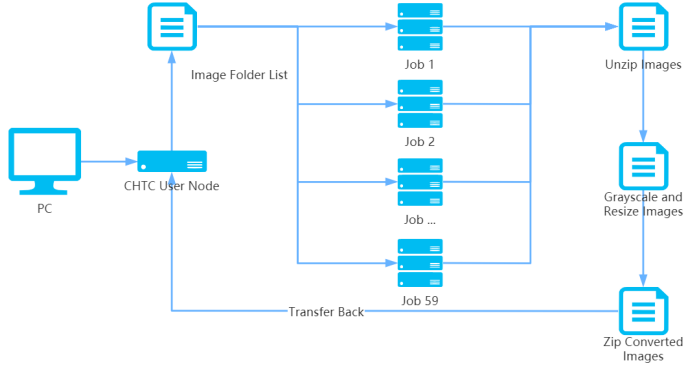 Job 1
Unzip Images
Image Folder List
Job 2
CHTC User Node
PC
Grayscale and
Resize Images
Job ...
Job 59
Transfer Back
Zip Converted
Images